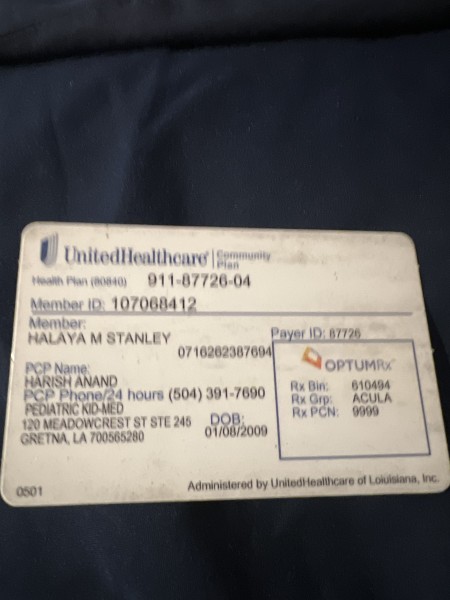 UnitedHealthcare Community Plan
Health Plan (80840) 911-87726-04
Member ID: 107068412
Member:
HALAYA M STANLEY
Payer ID: 87726
0716262387694
PCP Name:
HARISH ANAND
PCP Phone/24 hours (504) 391-7690
PEDIATRIC KID-MED
120 MEADOWCREST ST STE 245
GRETNA, LA 700565280
DOB:
01/08/2009
OPTUMRx
Rx Bin: 610494
Rx Grp: ACULA
Rx PCN: 9999
0501
Administered by UnitedHealthcare of Loiuisiana, Inc.